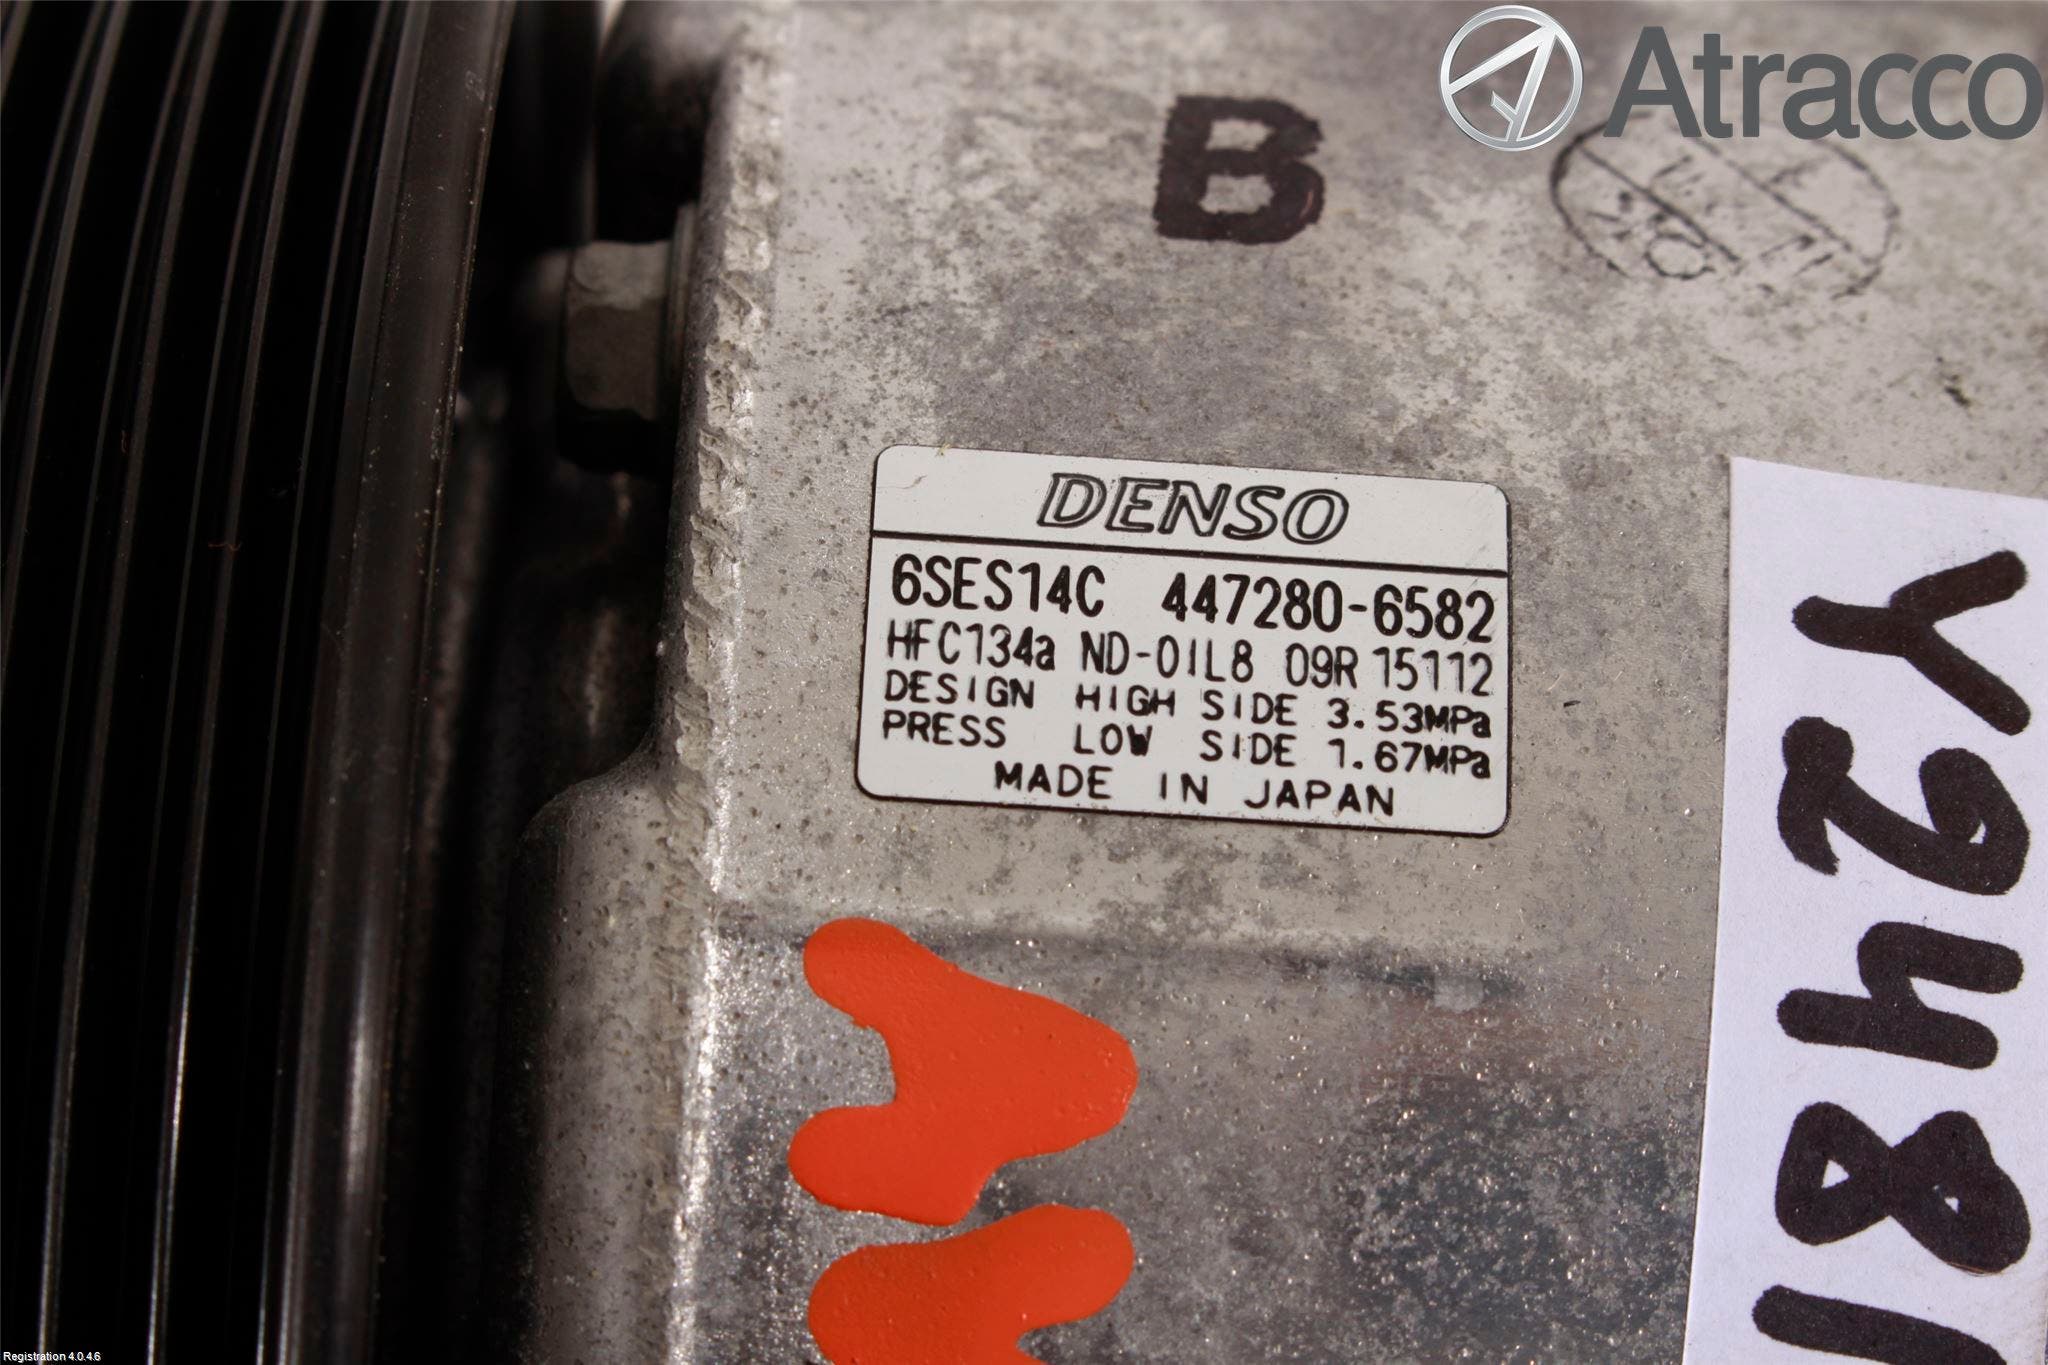 Atracco
B
DENSO
6SES14C 447280-6582
HFC134a ND-OIL8 09R 15112
DESIGN HIGH SIDE 3.53MPa
PRESS LOW SIDE 1.67MPa
MADE IN JAPAN
Y2481
Registration 4.0.4.6